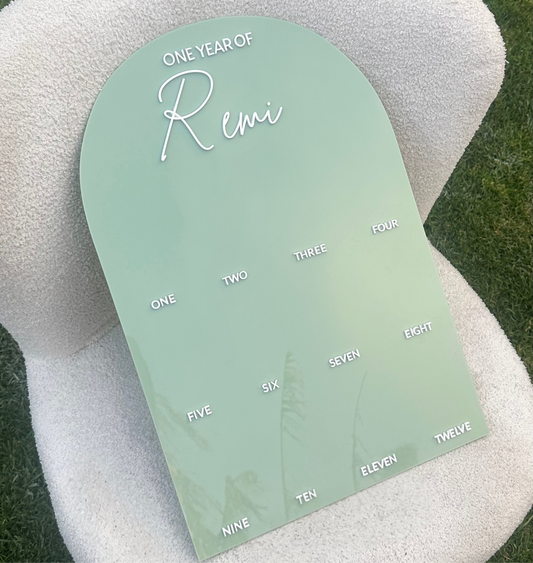 ONE YEAR OF
Remi
ONE TWO THREE FOUR
FIVE SIX SEVEN EIGHT
NINE TEN ELEVEN TWELVE